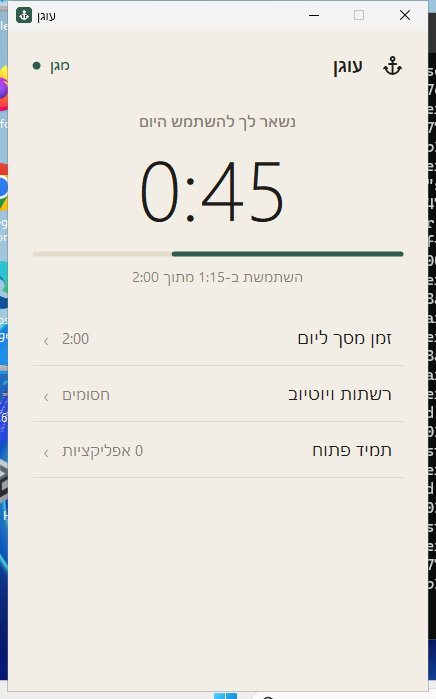 עוגן
עוגן
מגן
נשאר לך להשתמש היום
0:45
השתמשת ב-1:15 מתוך 2:00
זמן מסך ליום 2:00
רשתות ויוטיוב חסומים
תמיד פתוח 0 אפליקציות